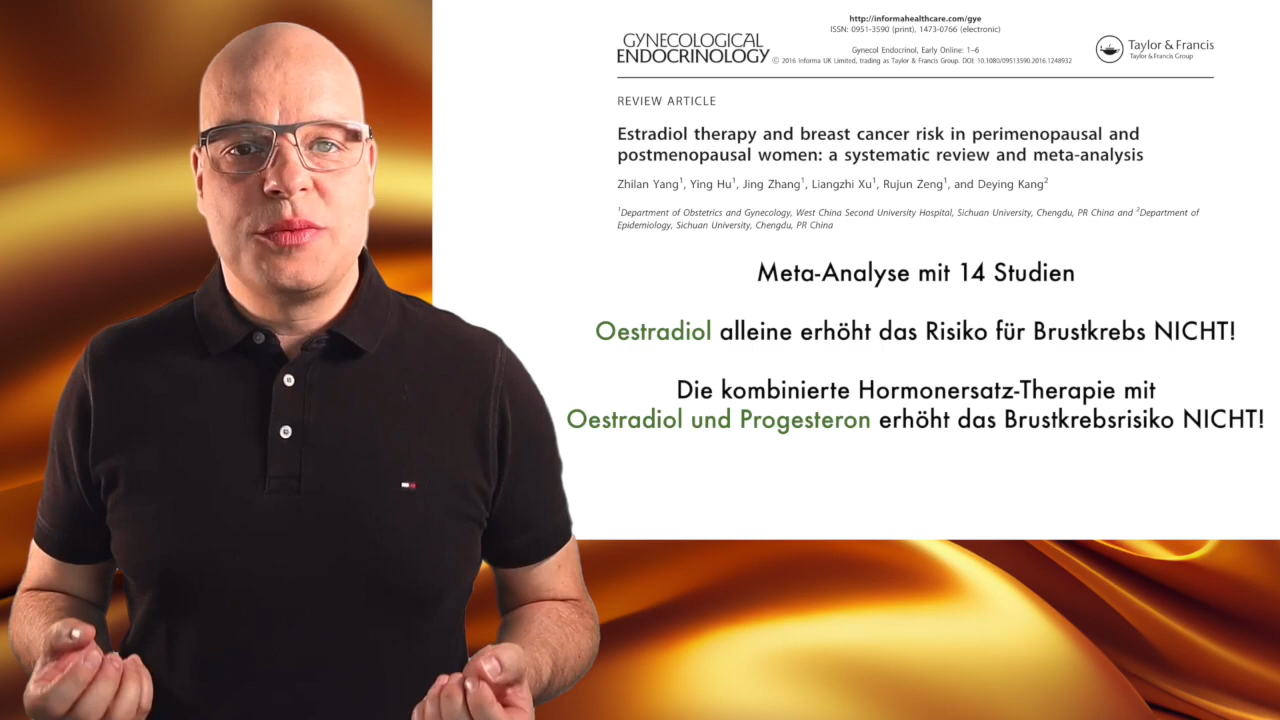 http://informahealthcare.com/gye
ISSN: 0951-3590 (print), 1473-0766 (electronic)
GYNECOLOGICAL
ENDOCRINOLOGY
Gynecol Endocrinol, Early Online: 1–6
© 2016 Informa UK Limited, trading as Taylor & Francis Group. DOI: 10.1080/09513590.2016.1248932
Taylor & Francis
Taylor & Francis Group
REVIEW ARTICLE
Estradiol therapy and breast cancer risk in perimenopausal and
postmenopausal women: a systematic review and meta-analysis
Zhilan Yang1, Ying Hu1, Jing Zhang1, Liangzhi Xu1, Rujun Zeng1, and Deying Kang2
1Department of Obstetrics and Gynecology, West China Second University Hospital, Sichuan University, Chengdu, PR China and 2Department of
Epidemiology, Sichuan University, Chengdu, PR China
Meta-Analyse mit 14 Studien
Oestradiol alleine erhöht das Risiko für Brustkrebs NICHT!
Die kombinierte Hormonersatz-Therapie mit
Oestradiol und Progesteron erhöht das Brustkrebsrisiko NICHT!